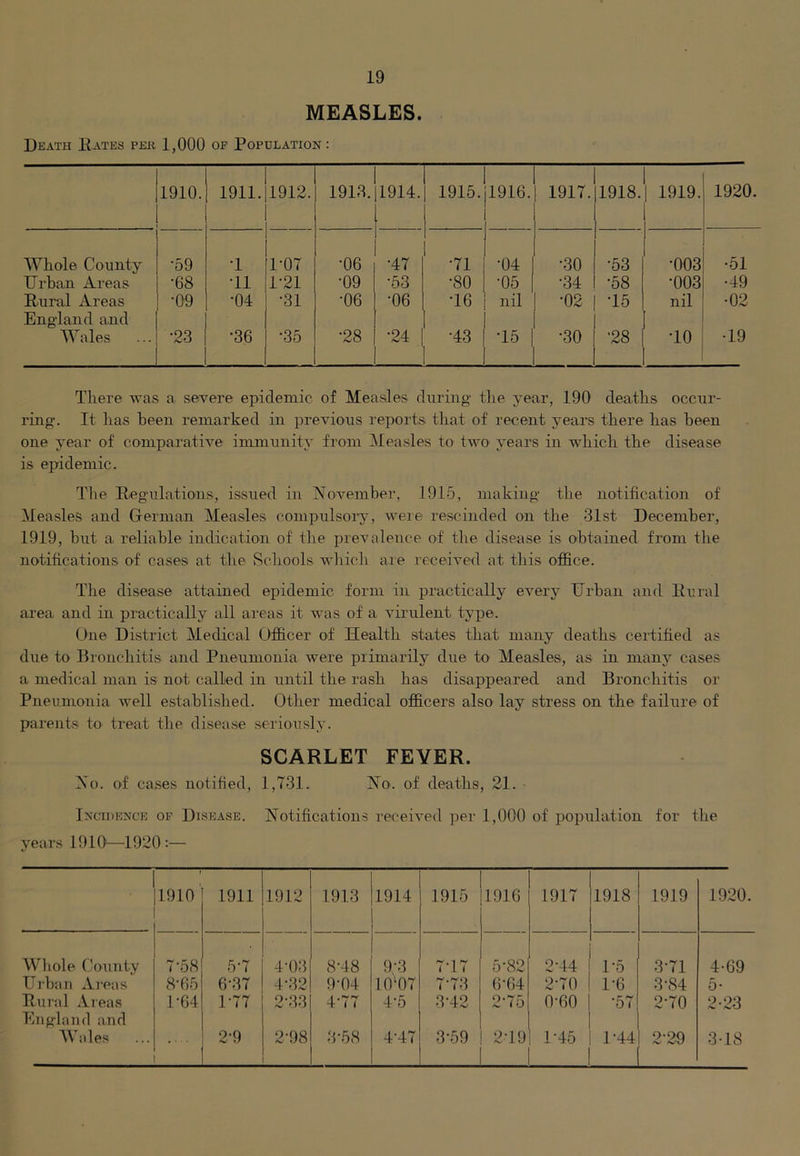 19
MEASLES.
Death Rates per 1,000 of Population :
1910. 1911. 1912. 1913. 1914. 1915. 1916. 1917. 1918. 1919. 1920.
Whole County ·59 ·1 1·07 ·06 ·47 ·71 ·04 ·30 ·53 ·003 ·51
Urban Areas ·68 ·11 1·21 ·09 ·53 ·80 ·05 ·34 ·58 ·003 ·49
Rural Areas ·09 ·04 ·31 ·06 ·06 ·16 nil ·02 ·15 nil ·02
England and
Wales ... ·23 ·36 ·35 ·28 ·24 ·43 ·15 ·30 ·28 ·10 ·19
There was a severe epidemic of Measles during the year, 190 deaths occur-
ring. It has been remarked in previous reports that of recent years there has been
one year of comparative immunity from Measles to two years in which the disease
is epidemic.
The Regulations, issued in November, 1915, making the notification of
Measles and German Measles compulsory, were rescinded on the 31st December,
1919, but a reliable indication of the prevalence of the disease is obtained from the
notifications of cases at the Schools which are received at this office.
The disease attained epidemic form in practically every Urban and Rural
area and in practically all areas it was of a virulent type.
One District Medical Officer of Health states that many deaths certified as
due to Bronchitis and Pneumonia were primarily due to Measles, as in many cases
a medical man is not called in until the rash has disappeared and Bronchitis or
Pneumonia well established. Other medical officers also lay stress on the failure of
parents to treat the disease seriously.
SCARLET FEVER.
No. of cases notified, 1,731. No. of deaths, 21.
Incidence of Disease. Notifications received per 1,000 of population for the
years 1910—1920 :—
1910 1911 1912 1913 1914 1915 1916 1917 1918 1919 1920.
Whole County 7·58 5·7 4·03 8·48 9·3 7·17 5·82 2·44 1·5 3·71 4·69
Urban Areas 8·65 6·37 4·32 9·04 10·07 7·73 6·64 2·70 1·6 3·84 5·
Rural Areas 1·64 1·77 2·33 4·77 4·5 3·42 2·75 0·60 ·57 2·70 2·23
England and
Wales ... .... 2·9 2·98 3·58 4·47 3·59 2·19 1·45 1·44 2·29 3·18